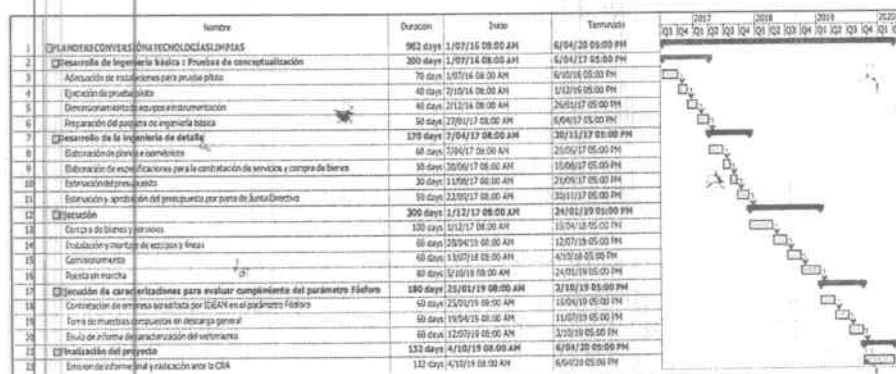 Nombre Duracion Inicio Terminado 2017 2018 2019 2020
Q3 Q4 Q1 Q2 Q3 Q4 Q1 Q2 Q3 Q4 Q1 Q2 Q3 Q4 Q1 Q2
1 PLANDERECONVERSIÓNATECNOLOGÍASLIMPIAS 982 days 1/07/16 08:00 AM 6/04/20 05:00 PM
2 Desarrollo de ingeniería básica : Pruebas de conceptualización 200 days 1/07/16 08:00 AM 6/04/17 05:00 PM
3 Adecuación de instalaciones para prueba piloto 70 days 1/07/16 08:00 AM 6/10/16 05:00 PM
4 Ejecución de prueba piloto 40 days 7/10/16 08:00 AM 1/12/16 05:00 PM
5 Dimensionamiento de equipos e instrumentación 40 days 2/12/16 08:00 AM 26/01/17 05:00 PM
6 Preparación del paquete de ingeniería básica 50 days 27/01/17 08:00 AM 6/04/17 05:00 PM
7 Desarrollo de la ingeniería de detalle 170 days 7/04/17 08:00 AM 30/11/17 05:00 PM
8 Elaboración de planos e isométricos 60 days 7/04/17 08:00 AM 29/06/17 05:00 PM
9 Elaboración de especificaciones para la contratación de servicios y compra de bienes 30 days 30/06/17 08:00 AM 10/08/17 05:00 PM
10 Estimación del presupuesto 30 days 11/08/17 08:00 AM 21/09/17 05:00 PM
11 Estimación y aprobación del presupuesto por parte de Junta Directiva 50 days 22/09/17 08:00 AM 30/11/17 05:00 PM
12 Ejecución 300 days 1/12/17 08:00 AM 24/01/19 05:00 PM
13 Compra de bienes y servicios 100 days 1/12/17 08:00 AM 19/04/18 05:00 PM
14 Instalación y montaje de equipos y líneas 60 days 20/04/18 08:00 AM 12/07/18 05:00 PM
15 Comisionamiento 60 days 13/07/18 08:00 AM 4/10/18 05:00 PM
16 Puesta en marcha 80 days 5/10/18 08:00 AM 24/01/19 05:00 PM
17 Ejecución de caracterizaciones para evaluar cumplimiento del parámetro Fósforo 180 days 25/01/19 08:00 AM 3/10/19 05:00 PM
18 Contratación de empresa acreditada por IDEAM en el parámetro Fósforo 60 days 25/01/19 08:00 AM 18/04/19 05:00 PM
19 Toma de muestras compuestas en descarga general 60 days 19/04/19 08:00 AM 11/07/19 05:00 PM
20 Envío de informe de caracterización del vertimiento 60 days 12/07/19 08:00 AM 3/10/19 05:00 PM
21 Finalización del proyecto 132 days 4/10/19 08:00 AM 6/04/20 05:00 PM
22 Emisión de informe final y radicación ante la CRA 132 days 4/10/19 08:00 AM 6/04/20 05:00 PM